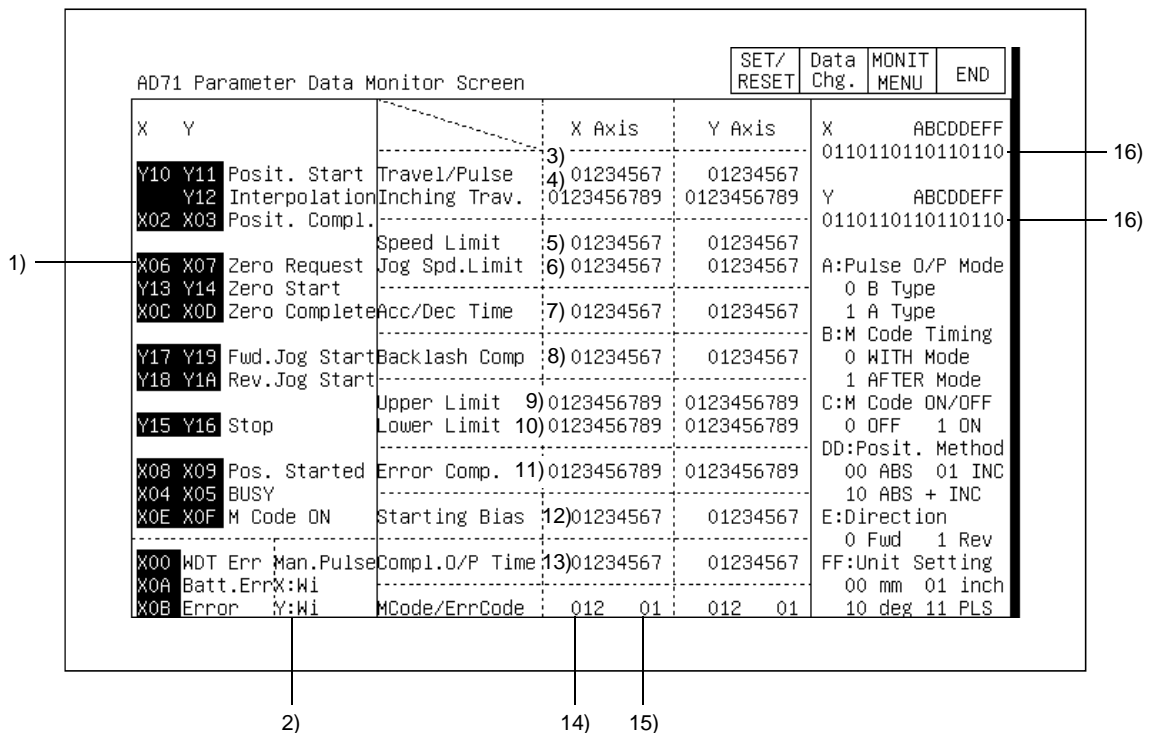 SET/ RESET Data Chg. MONIT MENU END
AD71 Parameter Data Monitor Screen
X Y X Axis Y Axis X ABCDDEFF
3) 0110110110110110 16)
Y10 Y11 Posit. Start Travel/Pulse 4) 01234567 01234567
Y12 Interpolation Inching Trav. 0123456789 0123456789 Y ABCDDEFF
X02 X03 Posit. Compl. 0110110110110110 16)
Speed Limit 5) 01234567 01234567
1) X06 X07 Zero Request Jog Spd.Limit 6) 01234567 01234567 A:Pulse O/P Mode
Y13 Y14 Zero Start 0 B Type
X0C X0D Zero Complete Acc/Dec Time 7) 01234567 01234567 1 A Type
B:M Code Timing
Y17 Y19 Fwd.Jog Start Backlash Comp 8) 01234567 01234567 0 WITH Mode
Y18 Y1A Rev.Jog Start 1 AFTER Mode
Upper Limit 9) 0123456789 0123456789 C:M Code ON/OFF
Y15 Y16 Stop Lower Limit 10) 0123456789 0123456789 0 OFF 1 ON
DD:Posit. Method
X08 X09 Pos. Started Error Comp. 11) 0123456789 0123456789 00 ABS 01 INC
X04 X05 BUSY 10 ABS + INC
X0E X0F M Code ON Starting Bias 12) 01234567 01234567 E:Direction
0 Fwd 1 Rev
X00 WDT Err Man.Pulse Compl.O/P Time 13) 01234567 01234567 FF:Unit Setting
X0A Batt.Err X:Wi 00 mm 01 inch
X0B Error Y:Wi MCode/ErrCode 012 01 012 01 10 deg 11 PLS
2) 14) 15)